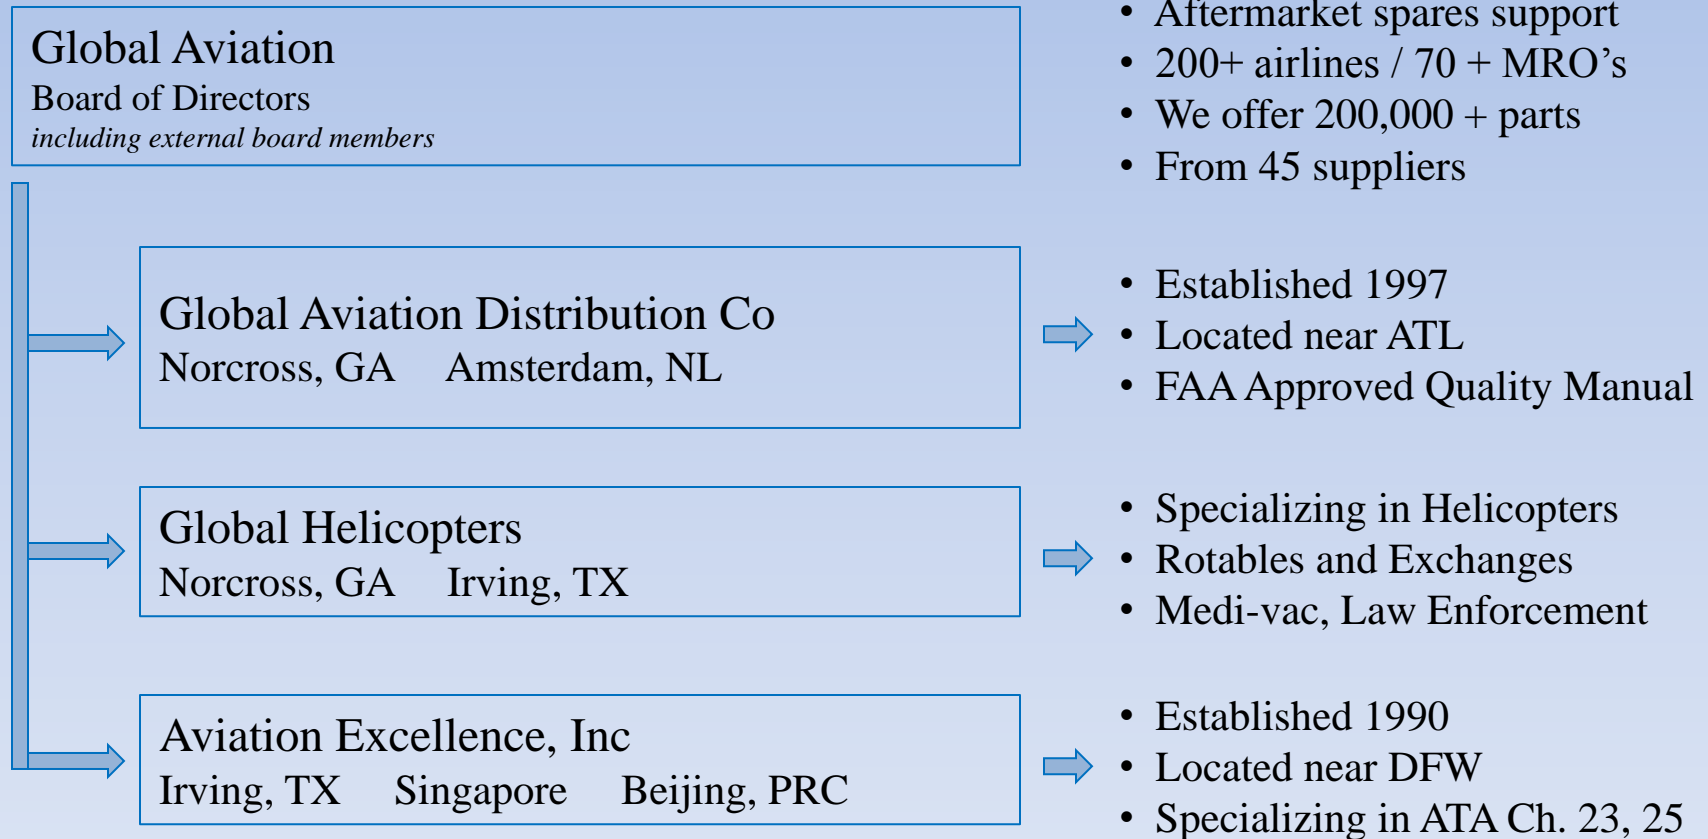 Global Aviation
Board of Directors
including external board members
• Aftermarket spares support
• 200+ airlines / 70 + MRO’s
• We offer 200,000 + parts
• From 45 suppliers
Global Aviation Distribution Co
Norcross, GA Amsterdam, NL
• Established 1997
• Located near ATL
• FAA Approved Quality Manual
Global Helicopters
Norcross, GA Irving, TX
• Specializing in Helicopters
• Rotables and Exchanges
• Medi-vac, Law Enforcement
Aviation Excellence, Inc
Irving, TX Singapore Beijing, PRC
• Established 1990
• Located near DFW
• Specializing in ATA Ch. 23, 25